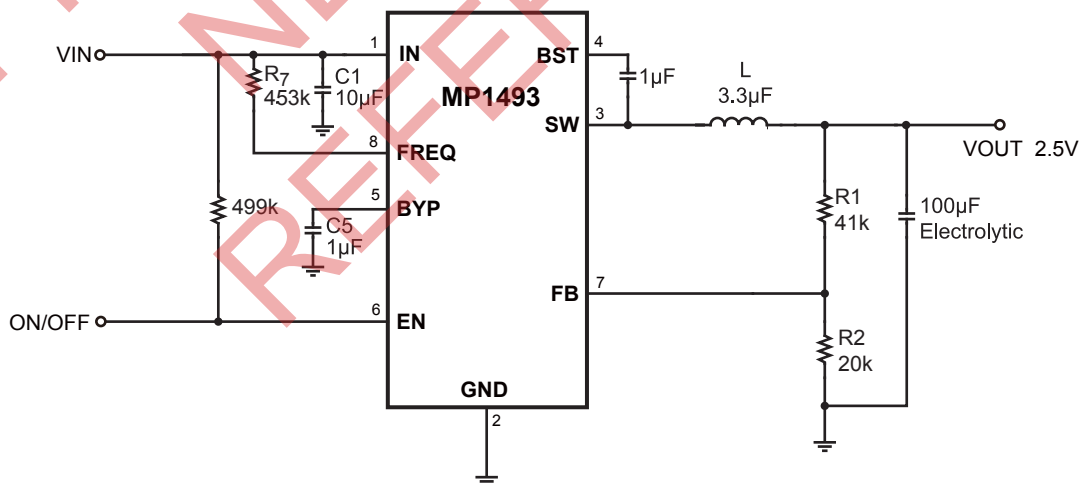 VIN
1
IN
R7
453k
C1
10µF
MP1493
BST
4
1µF
L
3.3µF
SW
3
VOUT 2.5V
8
FREQ
499k
5
BYP
C5
1µF
R1
41k
100µF
Electrolytic
ON/OFF
6
EN
FB
7
R2
20k
GND
2
REFER